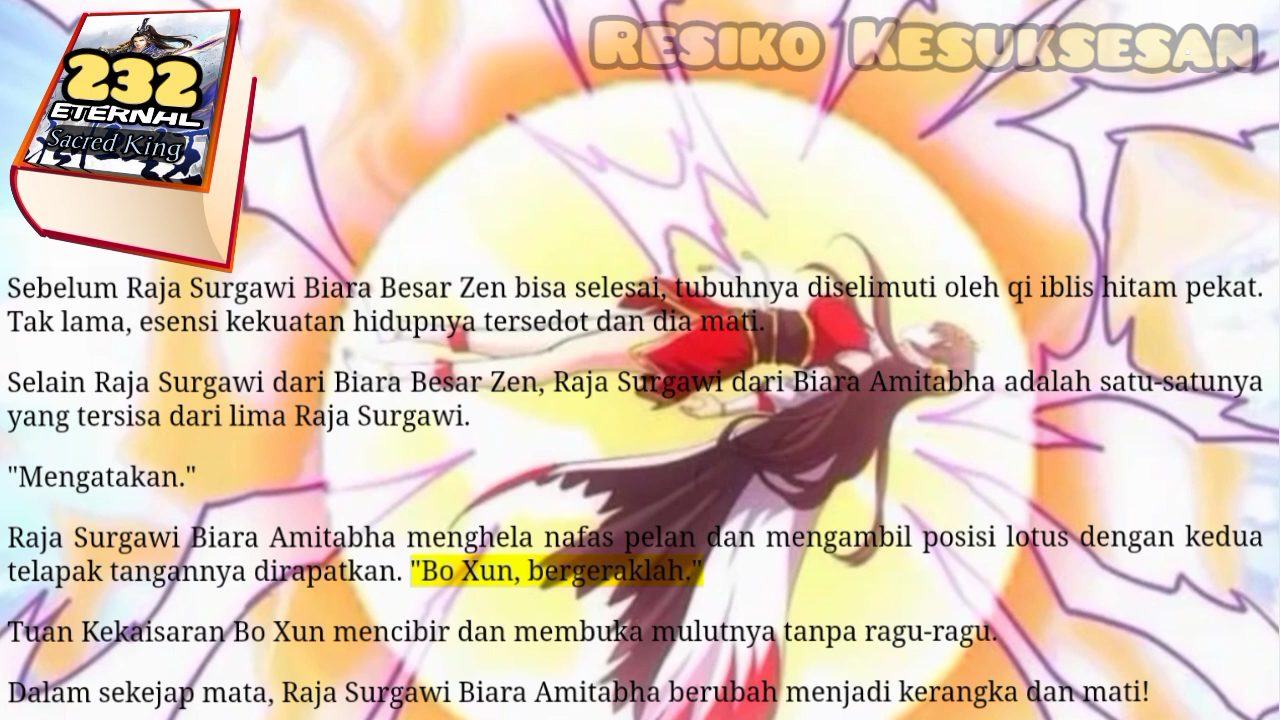 Resiko Kesuksesan
232
ETERNAL
Sacred King
Sebelum Raja Surgawi Biara Besar Zen bisa selesai, tubuhnya diselimuti oleh qi iblis hitam pekat.
Tak lama, esensi kekuatan hidupnya tersedot dan dia mati.
Selain Raja Surgawi dari Biara Besar Zen, Raja Surgawi dari Biara Amitabha adalah satu-satunya
yang tersisa dari lima Raja Surgawi.
"Mengatakan."
Raja Surgawi Biara Amitabha menghela nafas pelan dan mengambil posisi lotus dengan kedua
telapak tangannya dirapatkan. "Bo Xun, bergeraklah."
Tuan Kekaisaran Bo Xun mencibir dan membuka mulutnya tanpa ragu-ragu.
Dalam sekejap mata, Raja Surgawi Biara Amitabha berubah menjadi kerangka dan mati!